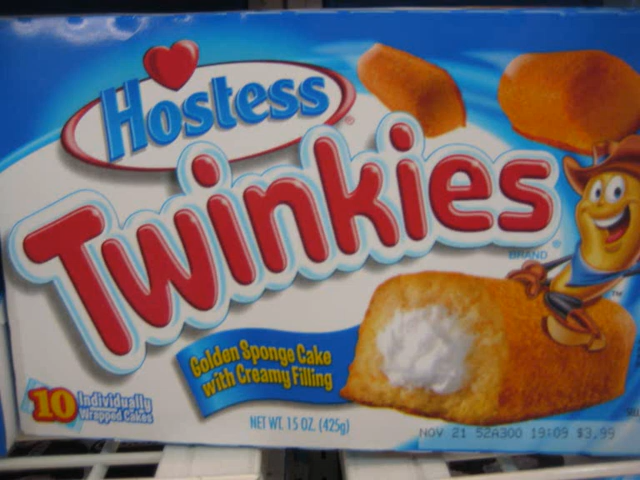 Hostess®
Twinkies®
BRAND
Golden Sponge Cake
with Creamy Filling
10 Individually
Wrapped Cakes
NET WT. 15 OZ. (425g)
NOV 21 52A300 19:09 $3.99
TM